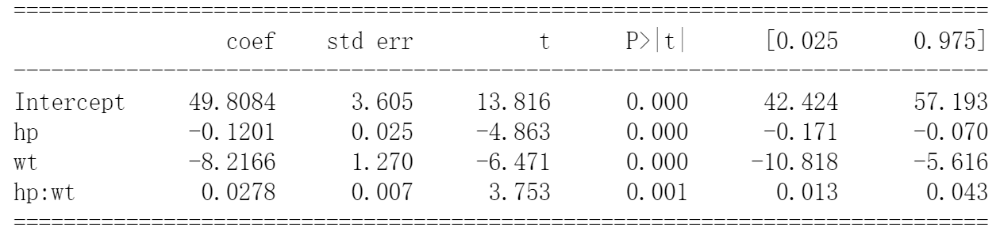 ==============================================================================
                 coef    std err          t      P>|t|      [0.025      0.975]
------------------------------------------------------------------------------
Intercept     49.8084      3.605     13.816      0.000      42.424      57.193
hp            -0.1201      0.025     -4.863      0.000      -0.171      -0.070
wt            -8.2166      1.270     -6.471      0.000     -10.818      -5.616
hp:wt          0.0278      0.007      3.753      0.001       0.013       0.043
==============================================================================